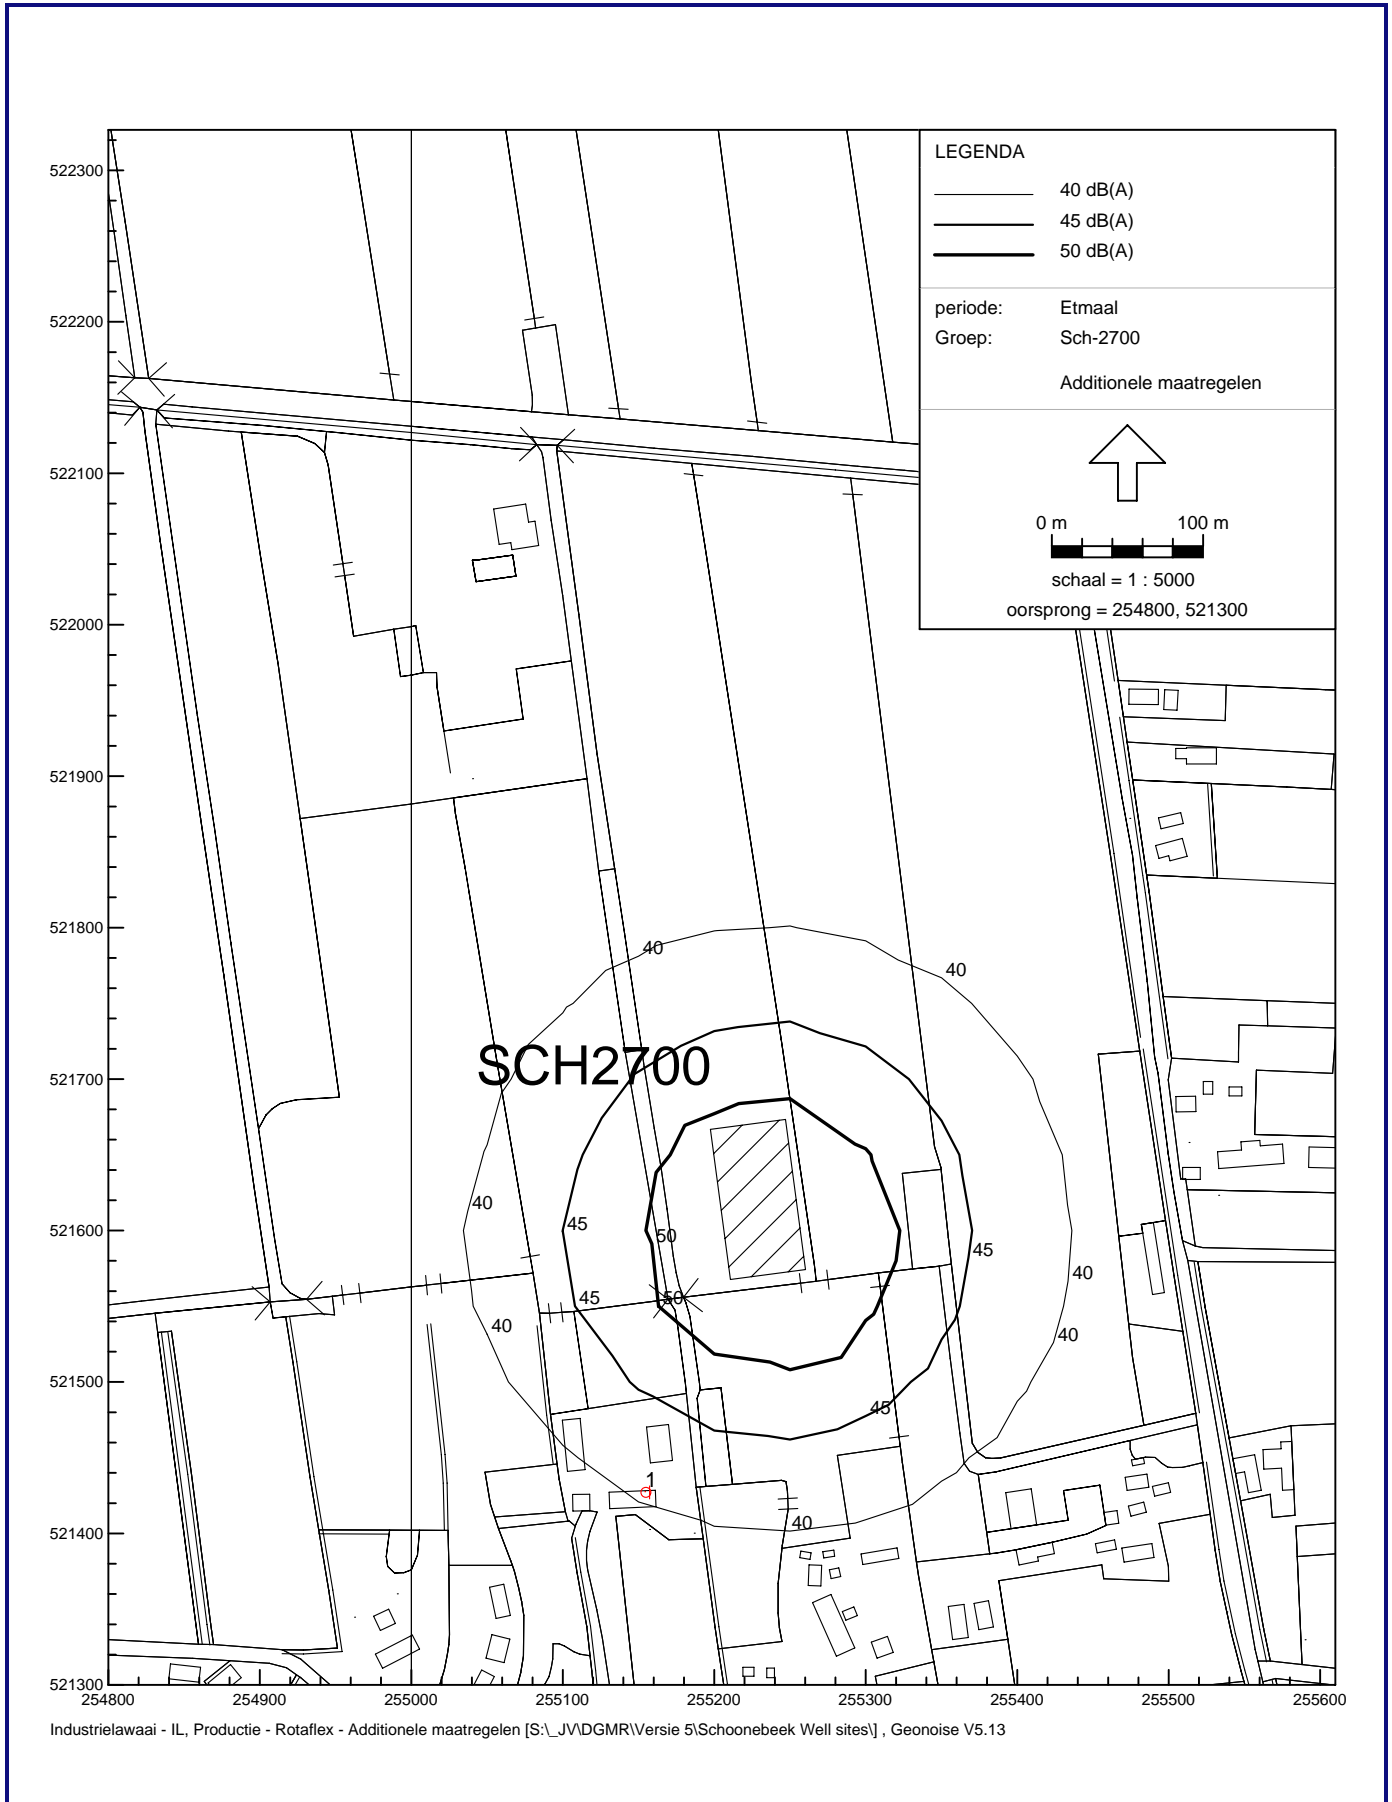 LEGENDA
40 dB(A)
45 dB(A)
50 dB(A)
periode: Etmaal
Groep: Sch-2700
Additionele maatregelen
0 m 100 m
schaal = 1 : 5000
oorsprong = 254800, 521300
522300
522200
522100
522000
521900
521800
521700
521600
521500
521400
521300
40
40
SCH2700
40
45
50
45
40
45
50
40
40
45
1
40
254800 254900 255000 255100 255200 255300 255400 255500 255600
Industrielawaai - IL, Productie - Rotaflex - Additionele maatregelen [S:\_JV\DGMR\Versie 5\Schoonebeek Well sites\] , Geonoise V5.13